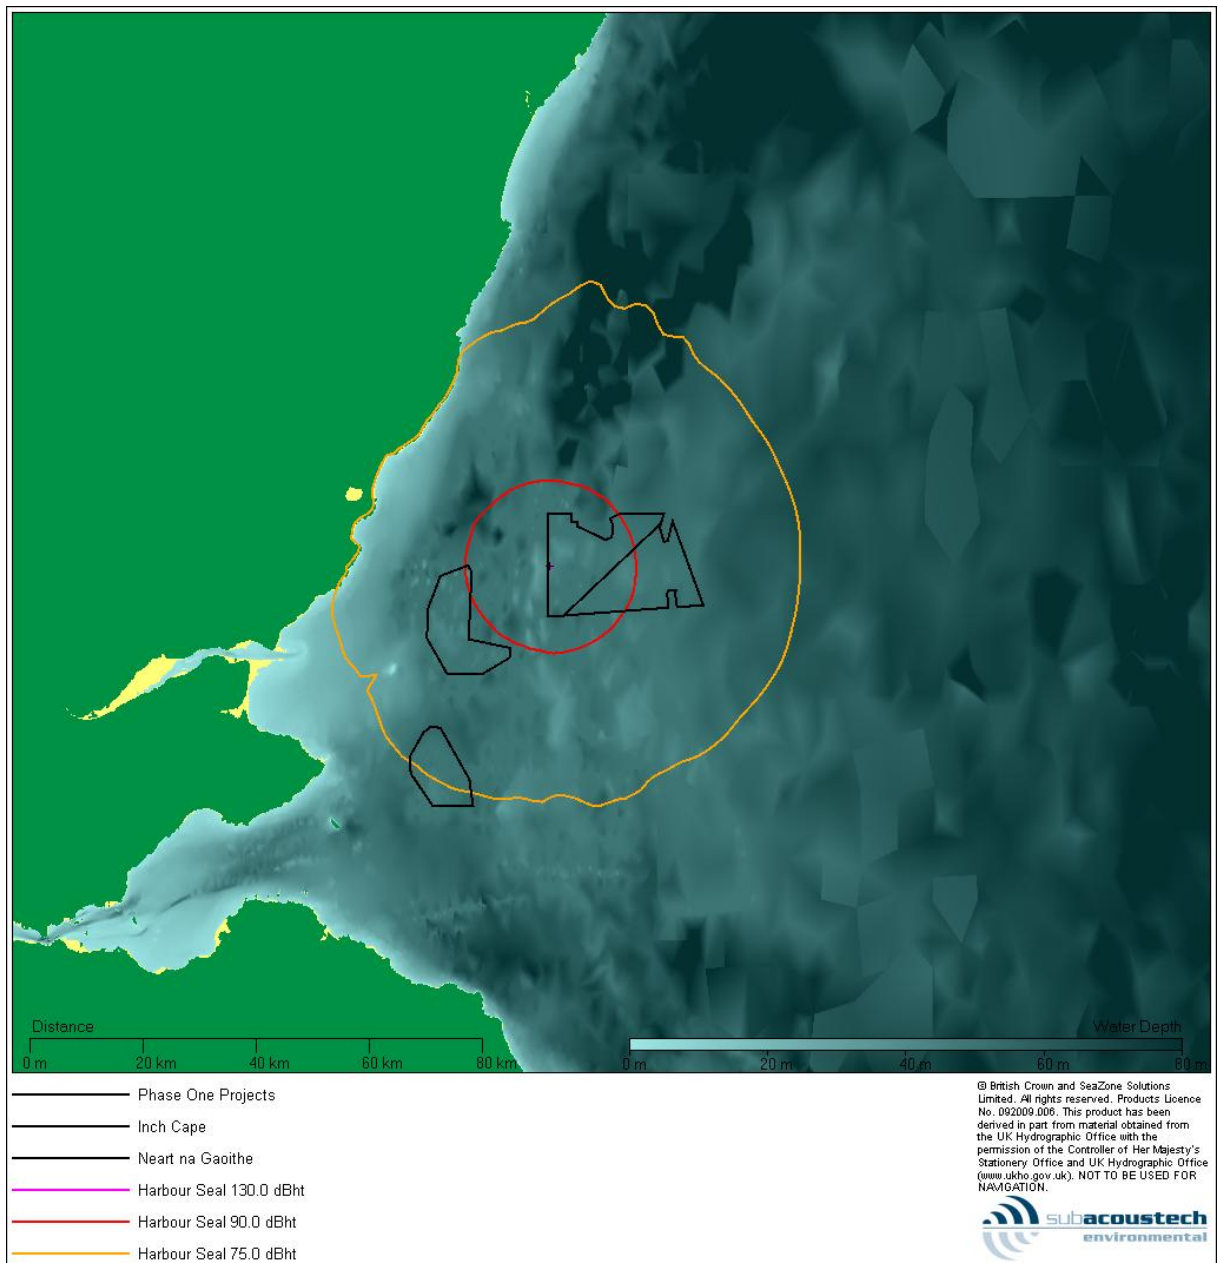 Distance
0 m 20 km 40 km 60 km 80 km
Water Depth
0 m 20 m 40 m 60 m 80 m
Phase One Projects
Inch Cape
Neart na Gaoithe
Harbour Seal 130.0 dBht
Harbour Seal 90.0 dBht
Harbour Seal 75.0 dBht
© British Crown and SeaZone Solutions
Limited. All rights reserved. Products Licence
No. 092009.006. This product has been
derived in part from material obtained from
the UK Hydrographic Office with the
permission of the Controller of Her Majesty's
Stationery Office and UK Hydrographic Office
(www.ukho.gov.uk). NOT TO BE USED FOR
NAVIGATION.
subacoustech
environmental